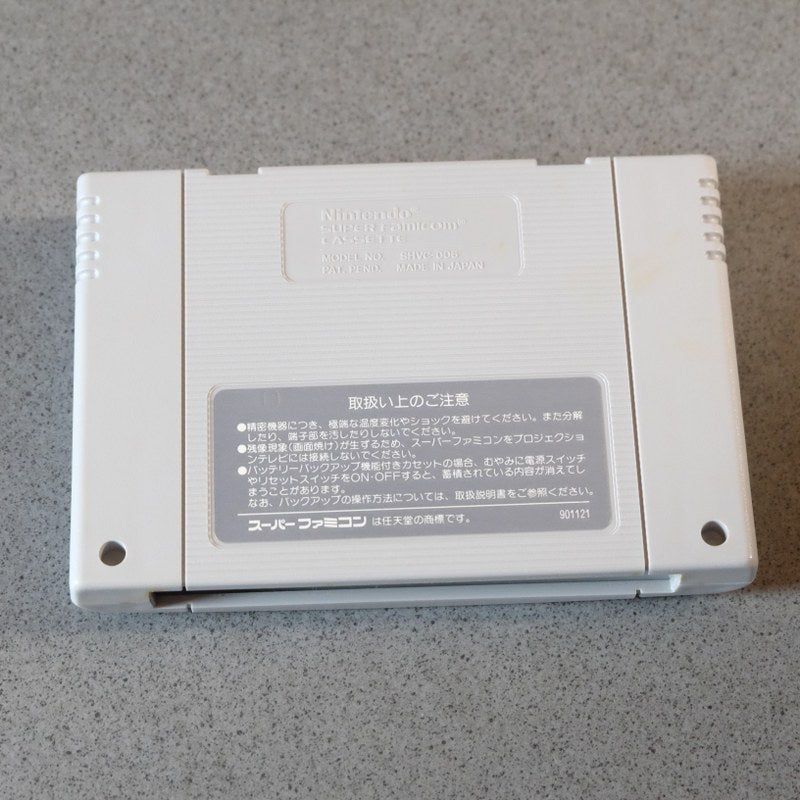 Nintendo®
SUPER Famicom®
CASSETTE
MODEL NO. SHVC-006
PAT. PEND. MADE IN JAPAN
取扱い上のご注意
●精密機器につき、極端な温度変化やショックを避けてください。また分解
したり、端子部を汚したりしないでください。
●残像現象(画面焼け)が生ずるため、スーパーファミコンをプロジェクショ
ンテレビには接続しないでください。
●バッテリーバックアップ機能付きカセットの場合、むやみに電源スイッチ
やリセットスイッチをON・OFFすると、蓄積されている内容が消えてし
まうことがあります。
なお、バックアップの操作方法については、取扱説明書をご参照ください。
スーパーファミコン は任天堂の商標です。
901121